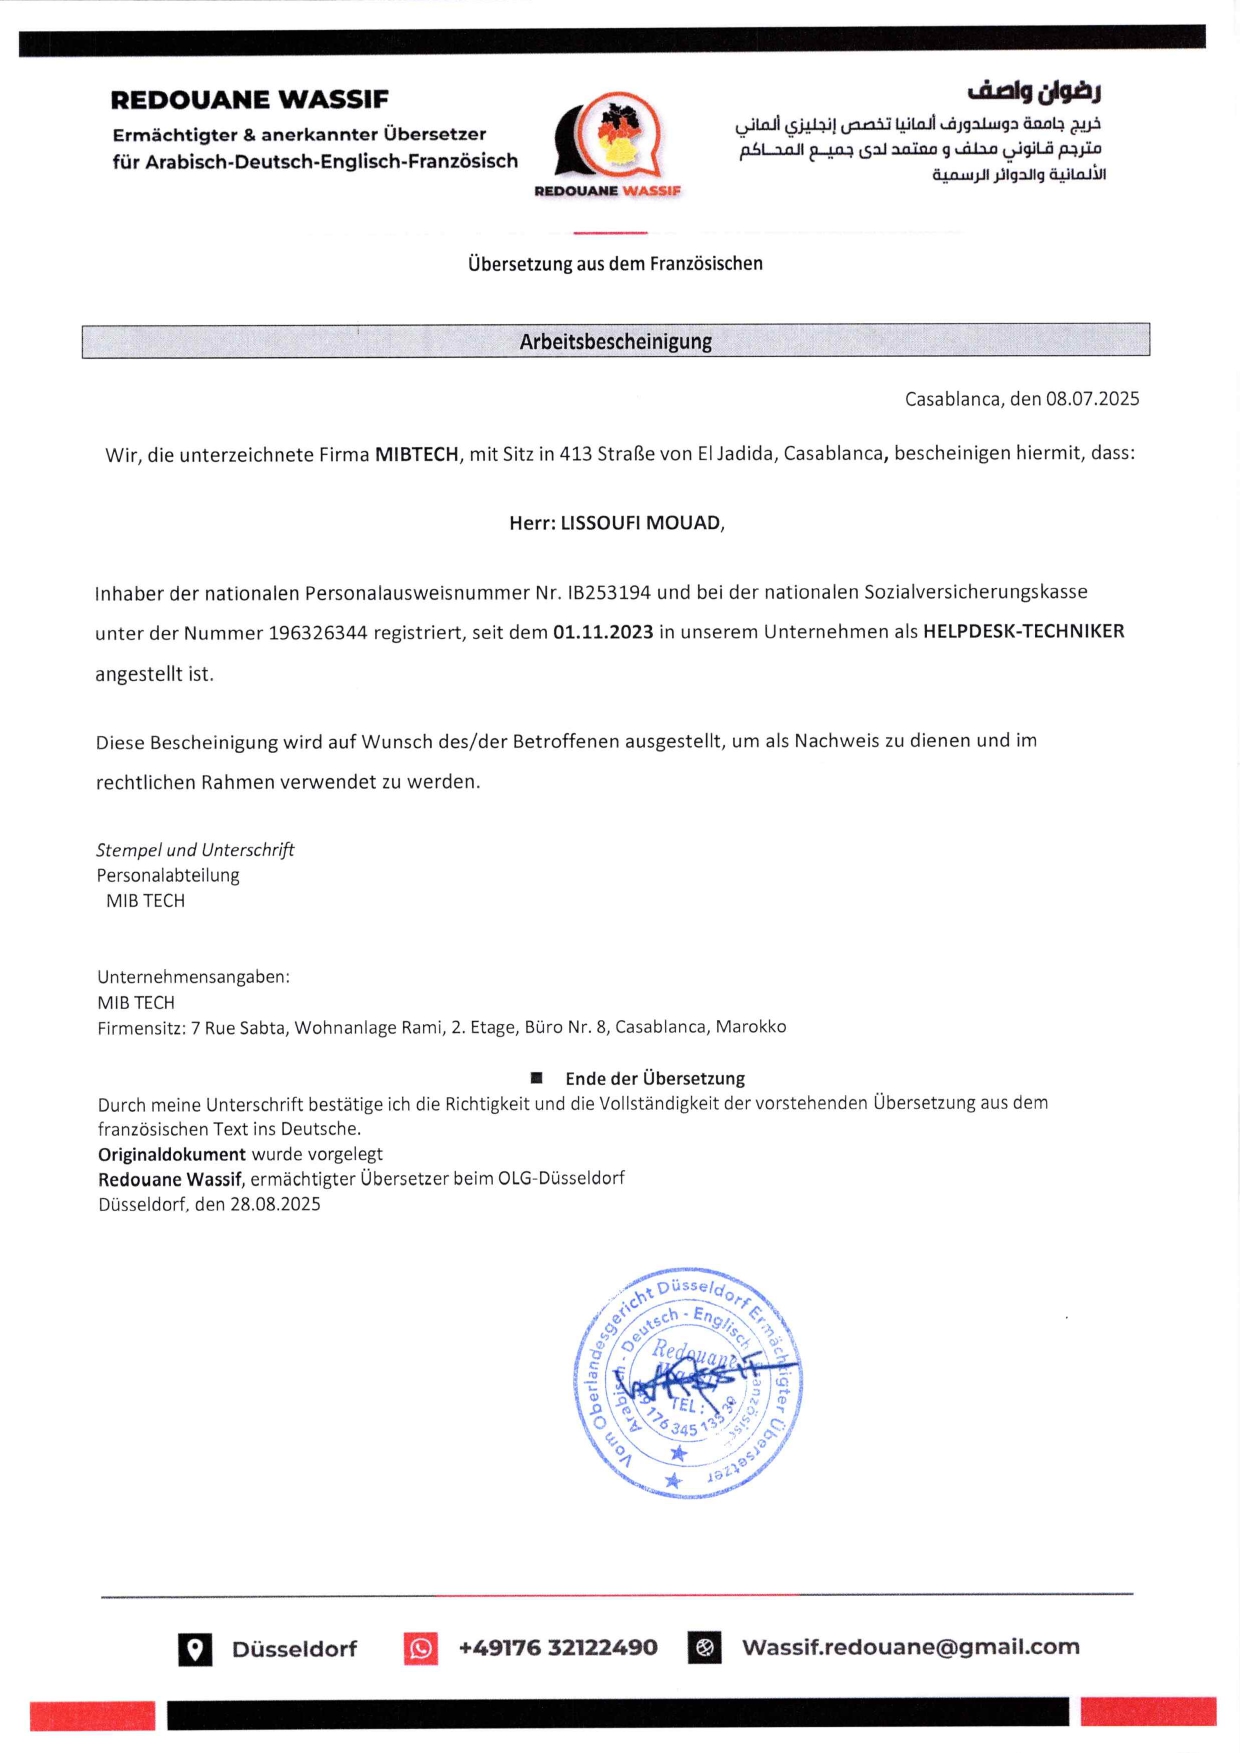 REDOUANE WASSIF
Ermächtigter & anerkannter Übersetzer
für Arabisch-Deutsch-Englisch-Französisch
REDOUANE WASSIF
رضوان واصف
خريج جامعة دوسلدورف ألمانيا تخصص إنجليزي ألماني
مترجم قانوني محلف و معتمد لدى جميع المحاكم
الألمانية والدوائر الرسمية
Übersetzung aus dem Französischen
Arbeitsbescheinigung
Casablanca, den 08.07.2025
Wir, die unterzeichnete Firma MIBTECH, mit Sitz in 413 Straße von El Jadida, Casablanca, bescheinigen hiermit, dass:
Herr: LISSOUFI MOUAD,
Inhaber der nationalen Personalausweisnummer Nr. IB253194 und bei der nationalen Sozialversicherungskasse
unter der Nummer 196326344 registriert, seit dem 01.11.2023 in unserem Unternehmen als HELPDESK-TECHNIKER
angestellt ist.
Diese Bescheinigung wird auf Wunsch des/der Betroffenen ausgestellt, um als Nachweis zu dienen und im
rechtlichen Rahmen verwendet zu werden.
Stempel und Unterschrift
Personalabteilung
MIB TECH
Unternehmensangaben:
MIB TECH
Firmensitz: 7 Rue Sabta, Wohnanlage Rami, 2. Etage, Büro Nr. 8, Casablanca, Marokko
■ Ende der Übersetzung
Durch meine Unterschrift bestätige ich die Richtigkeit und die Vollständigkeit der vorstehenden Übersetzung aus dem
französischen Text ins Deutsche.
Originaldokument wurde vorgelegt
Redouane Wassif, ermächtigter Übersetzer beim OLG-Düsseldorf
Düsseldorf, den 28.08.2025
Vom Oberlandesgericht Düsseldorf Ermächtigter Übersetzer
Arabisch - Deutsch - Englisch
Redouane
WASSIF
TEL:
Düsseldorf
+49176 32122490
Wassif.redouane@gmail.com